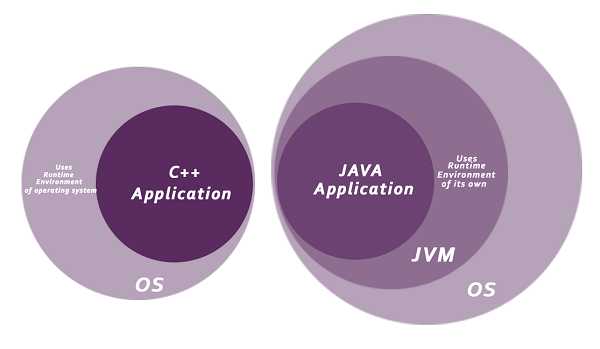 Uses
Runtime
Environment
of operating system
C++
Application
OS
JAVA
Application
Uses
Runtime
Environment
of its own
JVM
OS